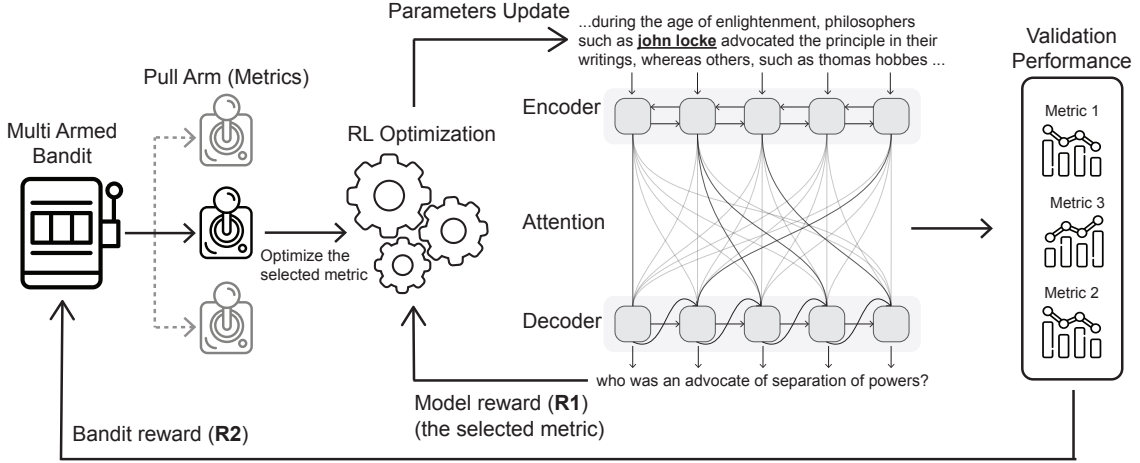 Parameters Update
...during the age of enlightenment, philosophers
such as john locke advocated the principle in their
writings, whereas others, such as thomas hobbes ...
Validation
Performance
Pull Arm (Metrics)
Multi Armed
Bandit
RL Optimization
Encoder
Metric 1
Optimize the
selected metric
Attention
Metric 3
Metric 2
Decoder
who was an advocate of separation of powers?
Model reward (R1)
(the selected metric)
Bandit reward (R2)